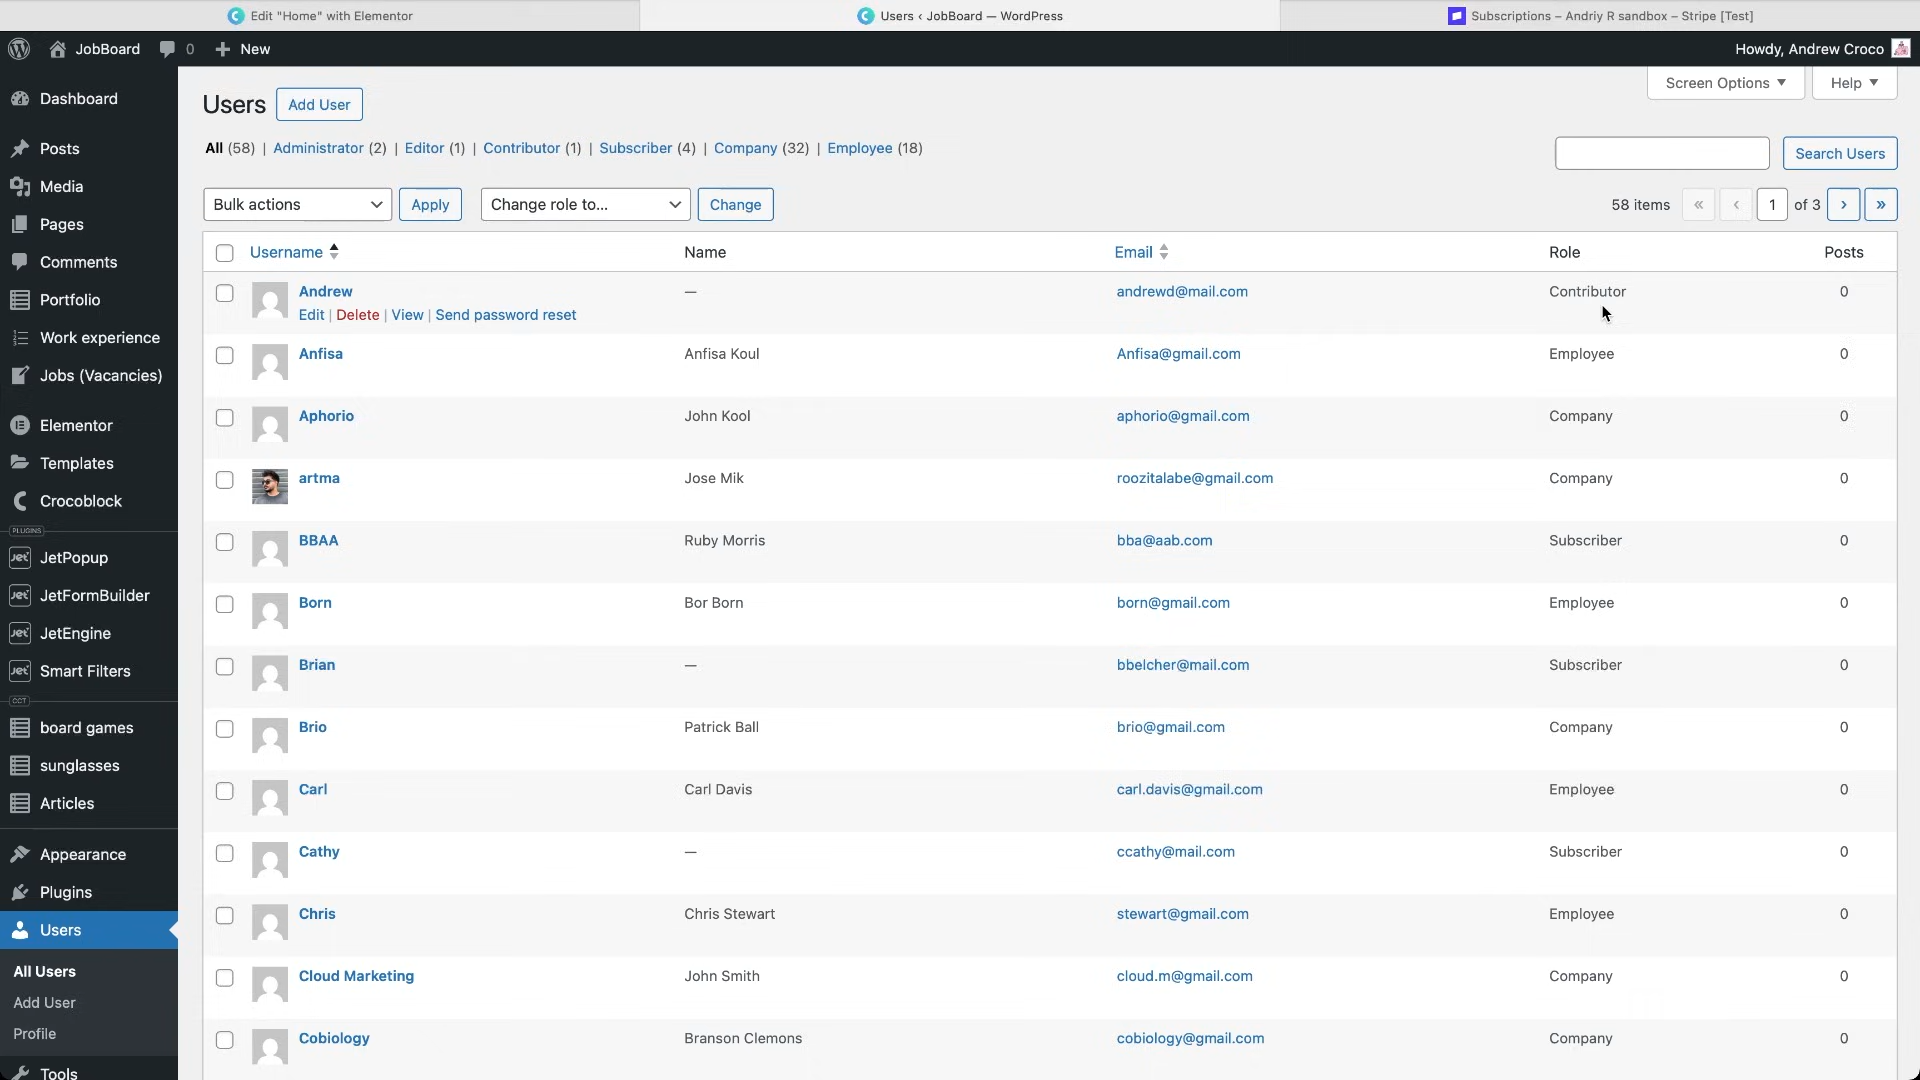 Edit "Home" with Elementor
Users ‹ JobBoard — WordPress
Subscriptions – Andriy R sandbox – Stripe [Test]
JobBoard
0
New
Howdy, Andrew Croco
Dashboard
Posts
Media
Pages
Comments
Portfolio
Work experience
Jobs (Vacancies)
Elementor
Templates
Crocoblock
PLUGINS
Jet JetPopup
Jet JetFormBuilder
Jet JetEngine
Jet Smart Filters
CCT
board games
sunglasses
Articles
Appearance
Plugins
Users
All Users
Add User
Profile
Tools
Screen Options
Help
Users
Add User
All (58) | Administrator (2) | Editor (1) | Contributor (1) | Subscriber (4) | Company (32) | Employee (18)
Search Users
Bulk actions
Apply
Change role to...
Change
58 items « ‹ 1 of 3 › »
Username Name Email Role Posts
Andrew — andrewd@mail.com Contributor 0
Edit | Delete | View | Send password reset
Anfisa Anfisa Koul Anfisa@gmail.com Employee 0
Aphorio John Kool aphorio@gmail.com Company 0
artma Jose Mik roozitalabe@gmail.com Company 0
BBAA Ruby Morris bba@aab.com Subscriber 0
Born Bor Born born@gmail.com Employee 0
Brian — bbelcher@mail.com Subscriber 0
Brio Patrick Ball brio@gmail.com Company 0
Carl Carl Davis carl.davis@gmail.com Employee 0
Cathy — ccathy@mail.com Subscriber 0
Chris Chris Stewart stewart@gmail.com Employee 0
Cloud Marketing John Smith cloud.m@gmail.com Company 0
Cobiology Branson Clemons cobiology@gmail.com Company 0